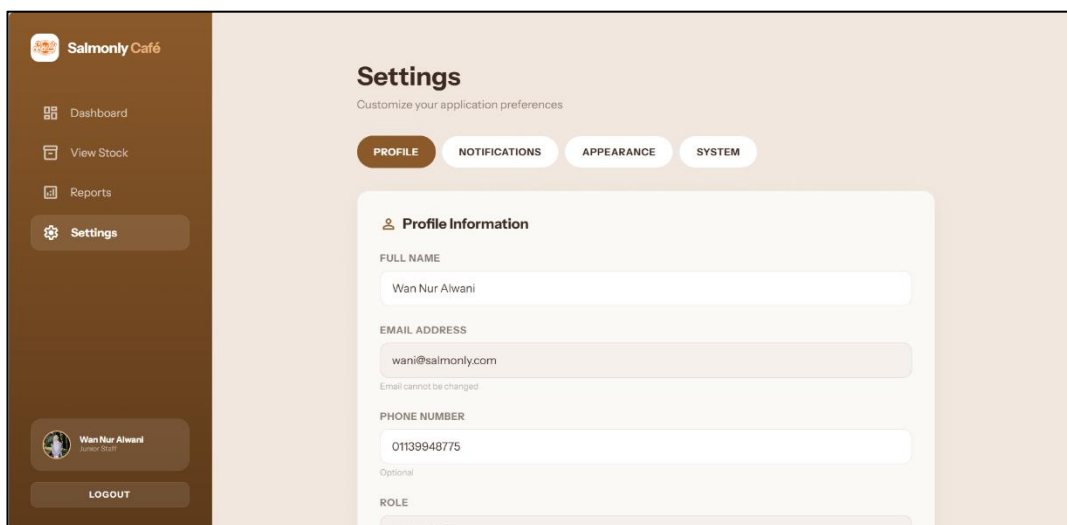 Salmonly Café
Dashboard
View Stock
Reports
Settings
Wan Nur Alwani
Junior Staff
LOGOUT
Settings
Customize your application preferences
PROFILE NOTIFICATIONS APPEARANCE SYSTEM
Profile Information
FULL NAME
Wan Nur Alwani
EMAIL ADDRESS
wani@salmonly.com
Email cannot be changed
PHONE NUMBER
01139948775
Optional
ROLE